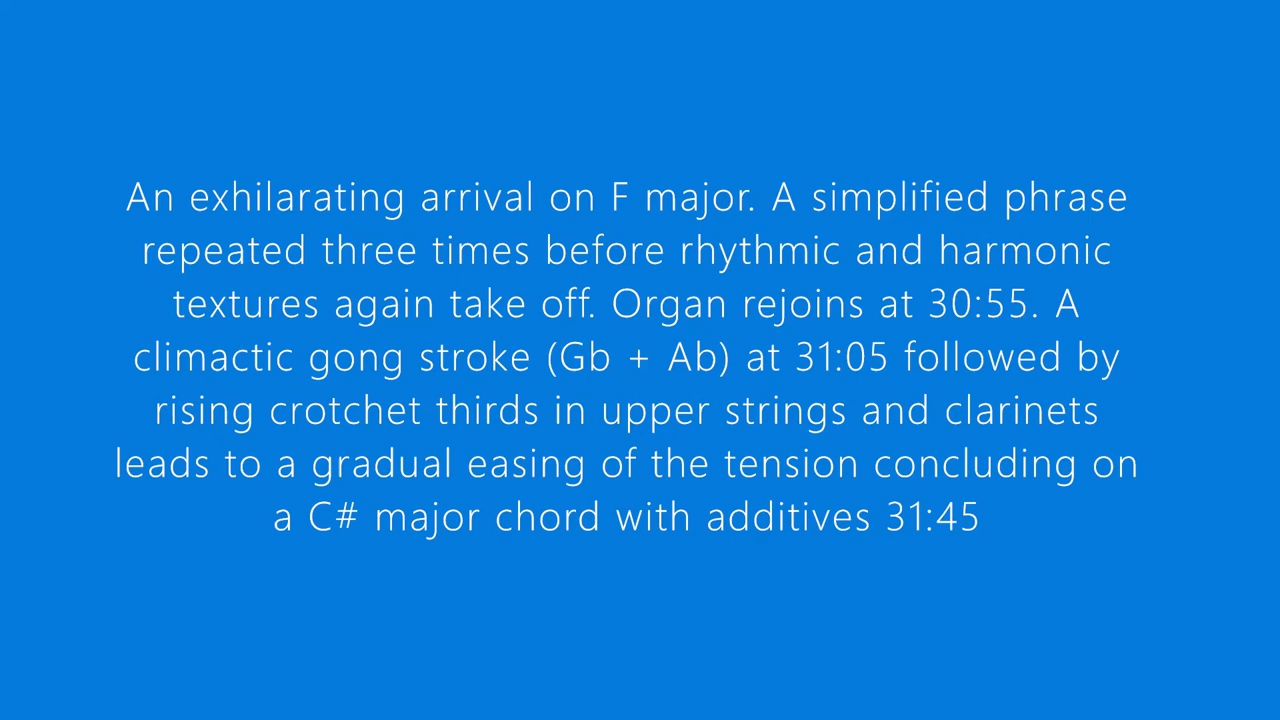 An exhilarating arrival on F major. A simplified phrase
repeated three times before rhythmic and harmonic
textures again take off. Organ rejoins at 30:55. A
climactic gong stroke (Gb + Ab) at 31:05 followed by
rising crotchet thirds in upper strings and clarinets
leads to a gradual easing of the tension concluding on
a C# major chord with additives 31:45